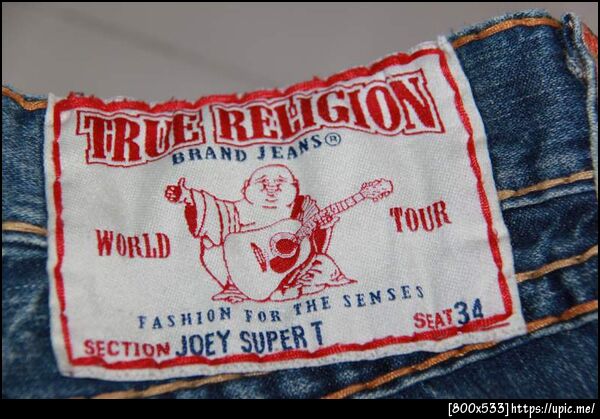 TRUE RELIGION
BRAND JEANS®
WORLD TOUR
FASHION FOR THE SENSES
SECTION JOEY SUPER T SEAT 34
[800x533]https://upic.me/